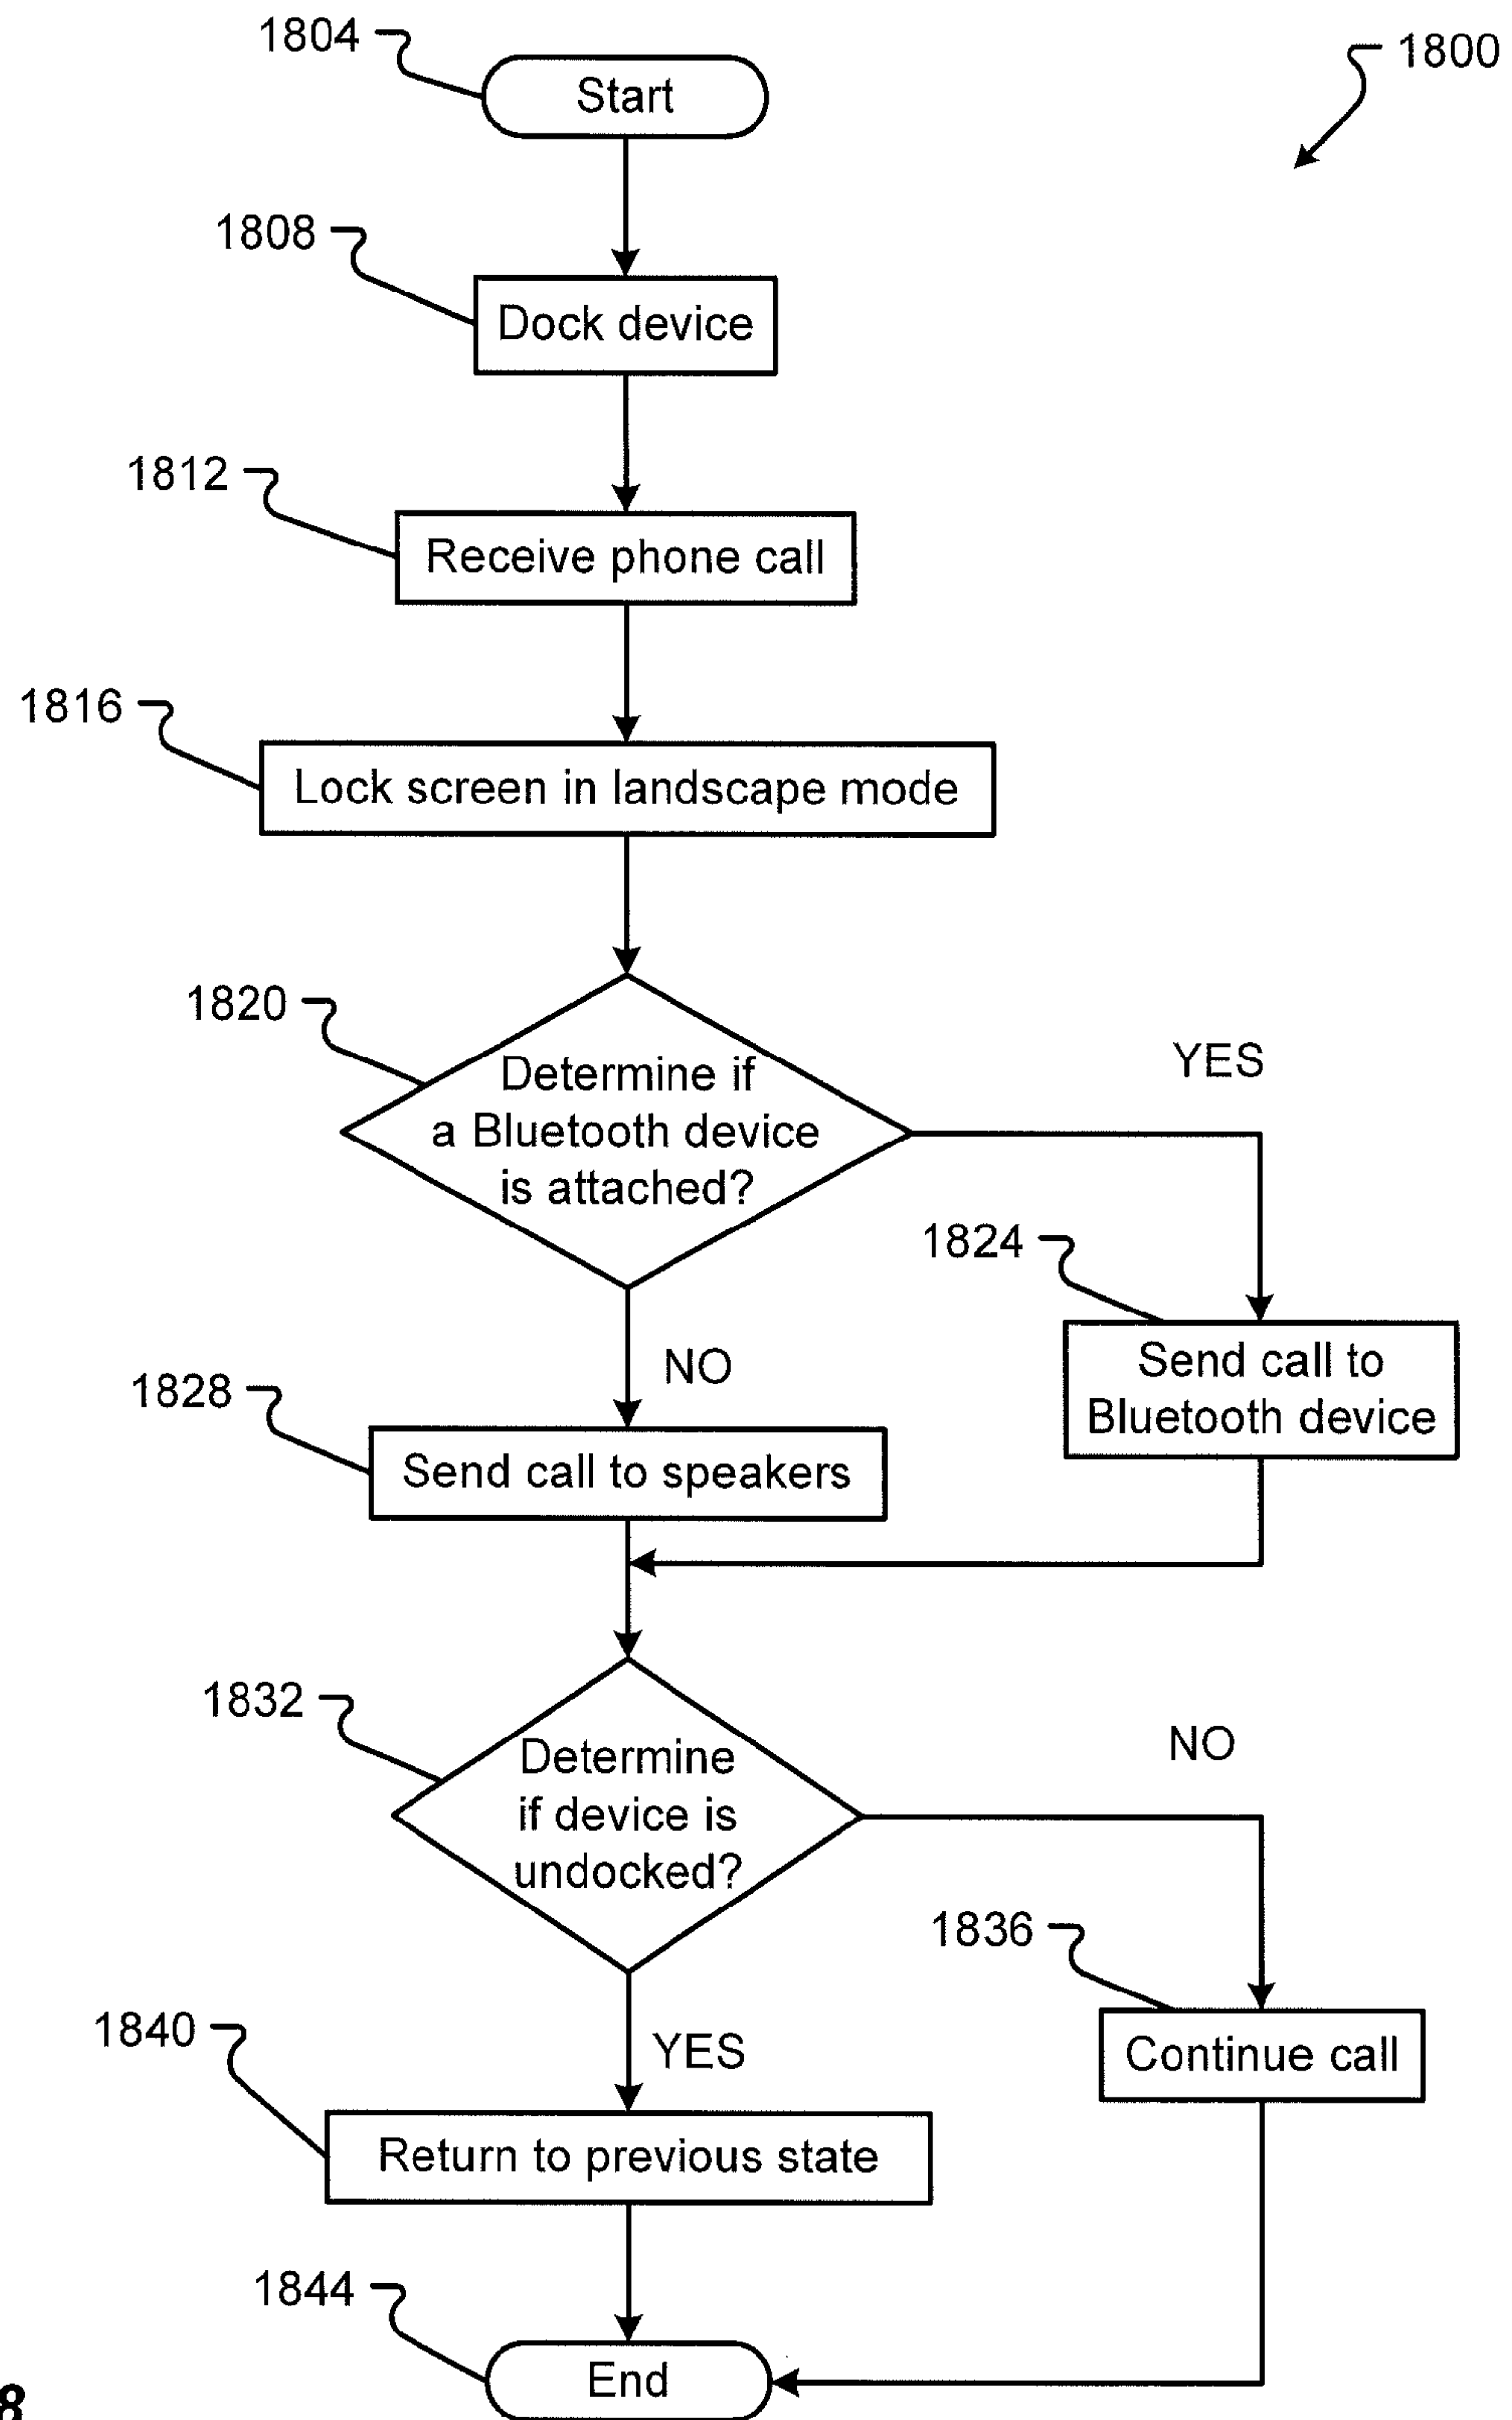 1804
1800
Start
1808
Dock device
1812
Receive phone call
1816
Lock screen in landscape mode
1820
Determine if
a Bluetooth device
is attached?
YES
1824
Send call to
Bluetooth device
NO
1828
Send call to speakers
1832
Determine
if device is
undocked?
NO
1836
Continue call
YES
1840
Return to previous state
1844
End
8